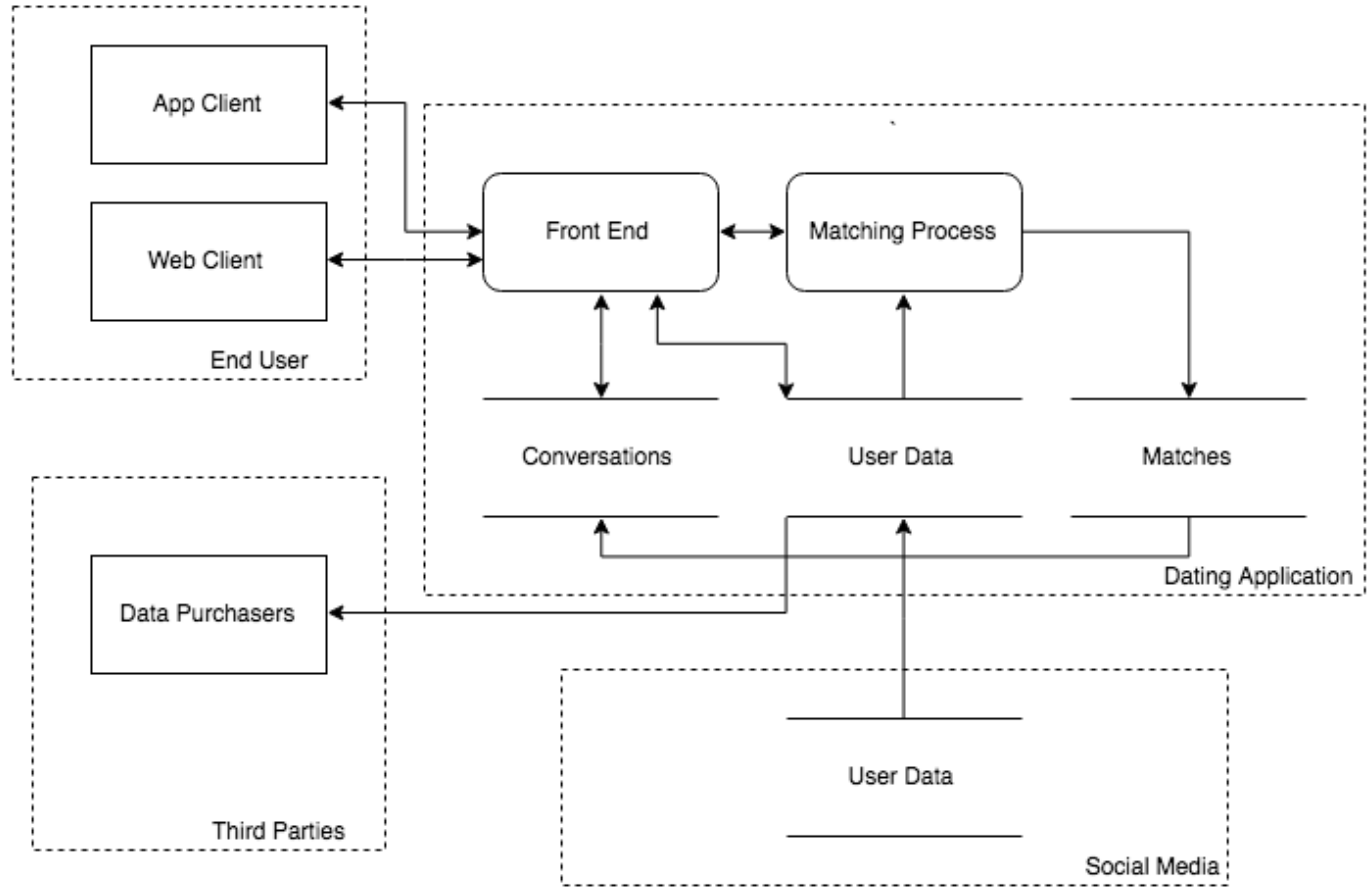 App Client
`
Front End
Matching Process
Web Client
End User
Conversations
User Data
Matches
Dating Application
Data Purchasers
User Data
Third Parties
Social Media